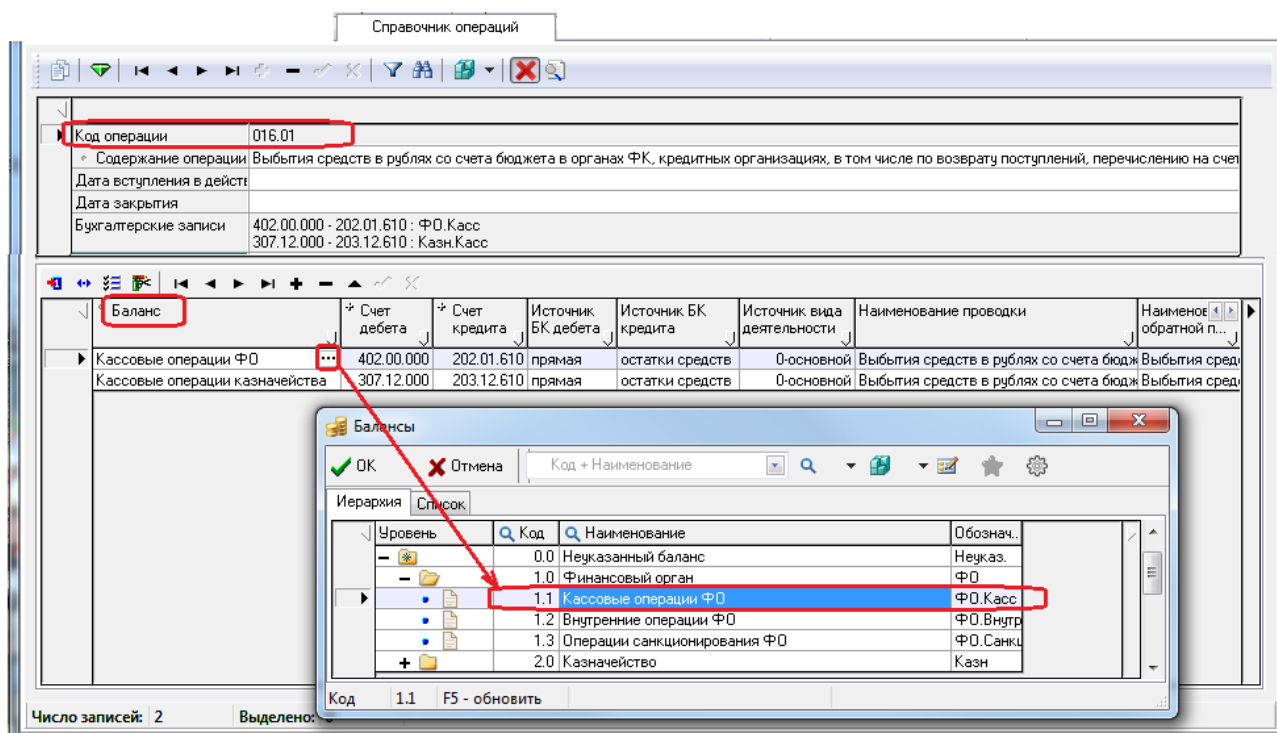 Справочник операций
Код операции 016.01
Содержание операции Выбытия средств в рублях со счета бюджета в органах ФК, кредитных организациях, в том числе по возврату поступлений, перечислению на счет
Дата вступления в дейсте
Дата закрытия
Бухгалтерские записи 402.00.000 - 202.01.610 : ФО.Касс
307.12.000 - 203.12.610 : Казн.Касс
Баланс Счет дебета Счет кредита Источник БК дебета Источник БК кредита Источник вида деятельности Наименование проводки Наименов обратной п...
Кассовые операции ФО ... 402.00.000 202.01.610 прямая остатки средств 0-основной Выбытия средств в рублях со счета бюдж Выбытия средс
Кассовые операции казначейства 307.12.000 203.12.610 прямая остатки средств 0-основной Выбытия средств в рублях со счета бюдж Выбытия средс
Балансы
ОК Отмена Код + Наименование
Иерархия Список
Уровень Код Наименование Обознач..
0.0 Неуказанный баланс Неуказ.
1.0 Финансовый орган ФО
1.1 Кассовые операции ФО ФО.Касс
1.2 Внутренние операции ФО ФО.Внутр
1.3 Операции санкционирования ФО ФО.Санкц
2.0 Казначейство Казн
Код 1.1 F5 - обновить
Число записей: 2 Выделено: